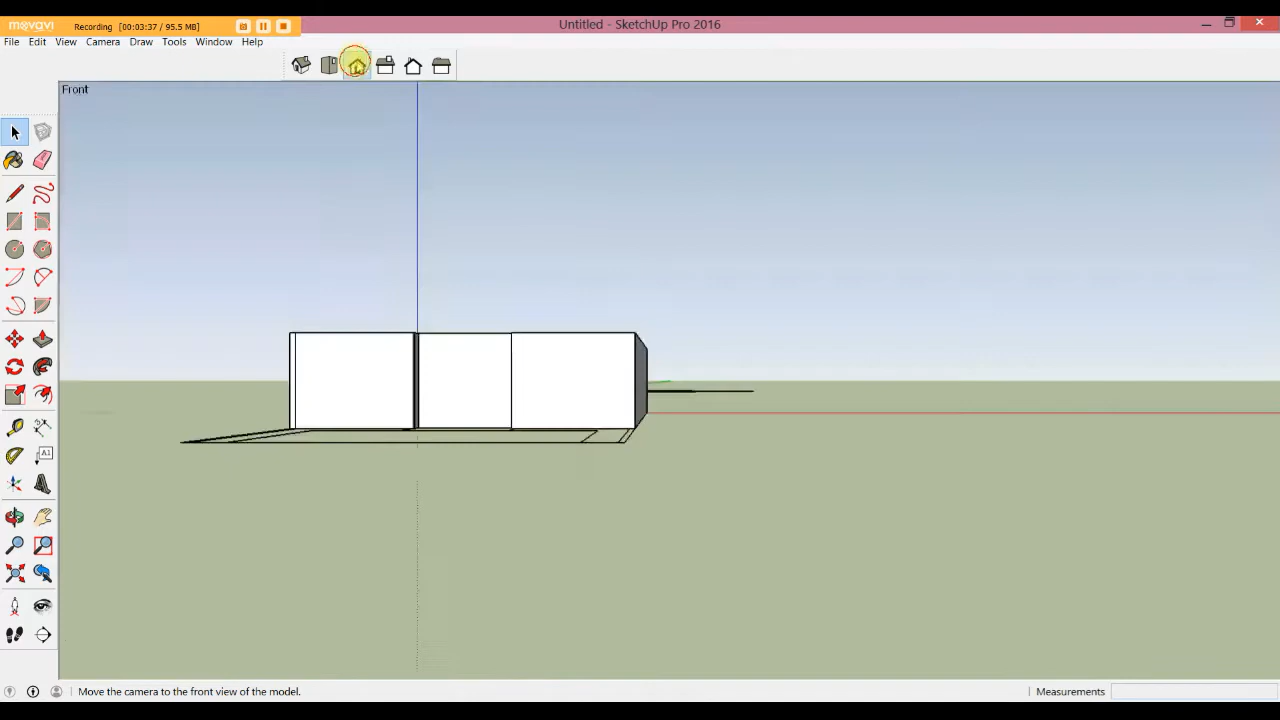 movavi
Recording [00:03:37 / 95.5 MB]
Untitled - SketchUp Pro 2016
File Edit View Camera Draw Tools Window Help
Front
A1
Move the camera to the front view of the model.
Measurements